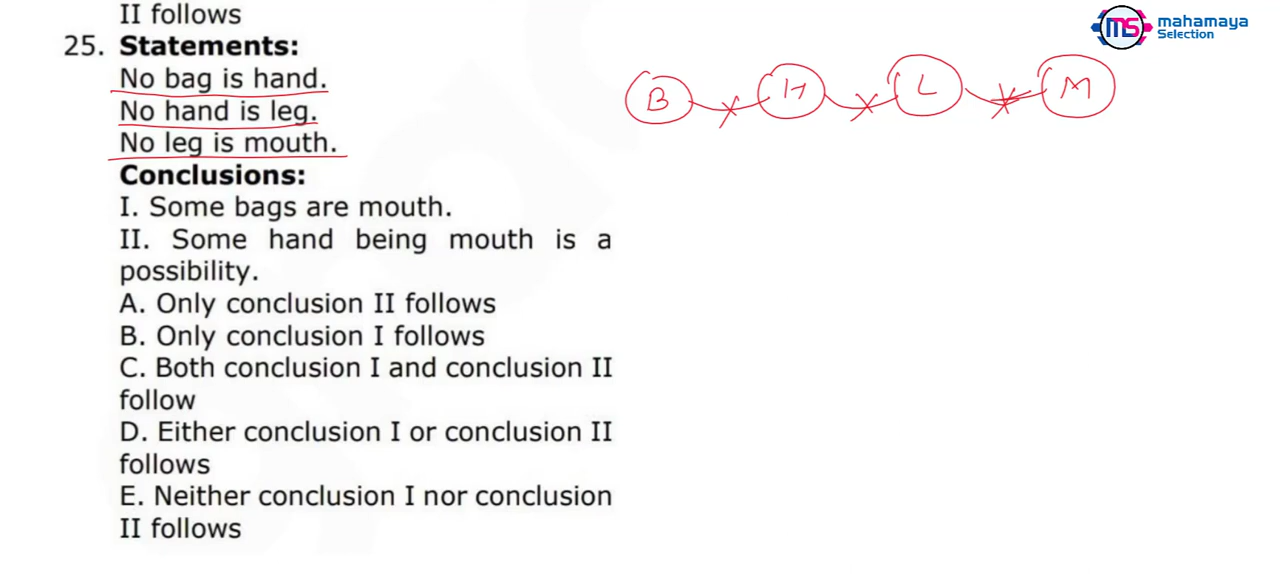 II follows
mahamaya
MS Selection
25. Statements:
No bag is hand.
B H L M
No hand is leg.
No leg is mouth.
Conclusions:
I. Some bags are mouth.
II. Some hand being mouth is a
possibility.
A. Only conclusion II follows
B. Only conclusion I follows
C. Both conclusion I and conclusion II
follow
D. Either conclusion I or conclusion II
follows
E. Neither conclusion I nor conclusion
II follows